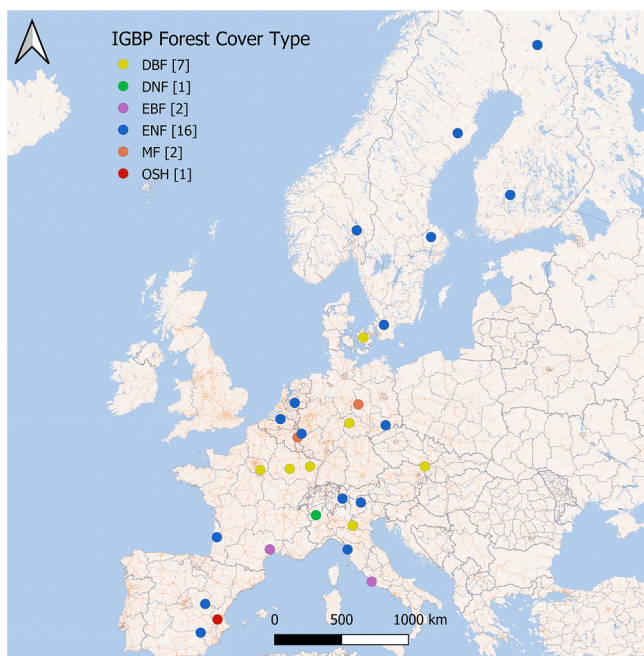 IGBP Forest Cover Type
DBF [7]
DNF [1]
EBF [2]
ENF [16]
MF [2]
OSH [1]
0 500 1000 km